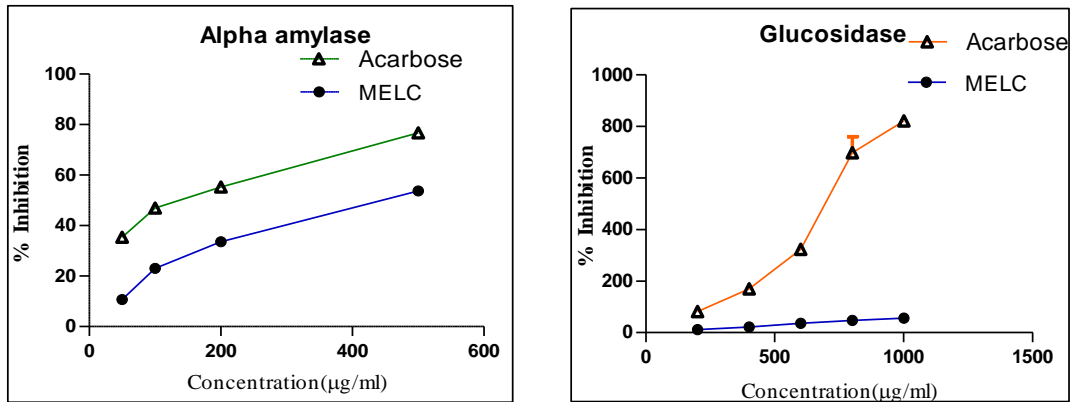 Alpha amylase
Acarbose
MELC
100
80
60
40
20
0
% Inhibition
0 200 400 600
Concentration(µg/ml)
Glucosidase
Acarbose
MELC
1000
800
600
400
200
0
% Inhibition
0 500 1000 1500
Concentration(µg/ml)